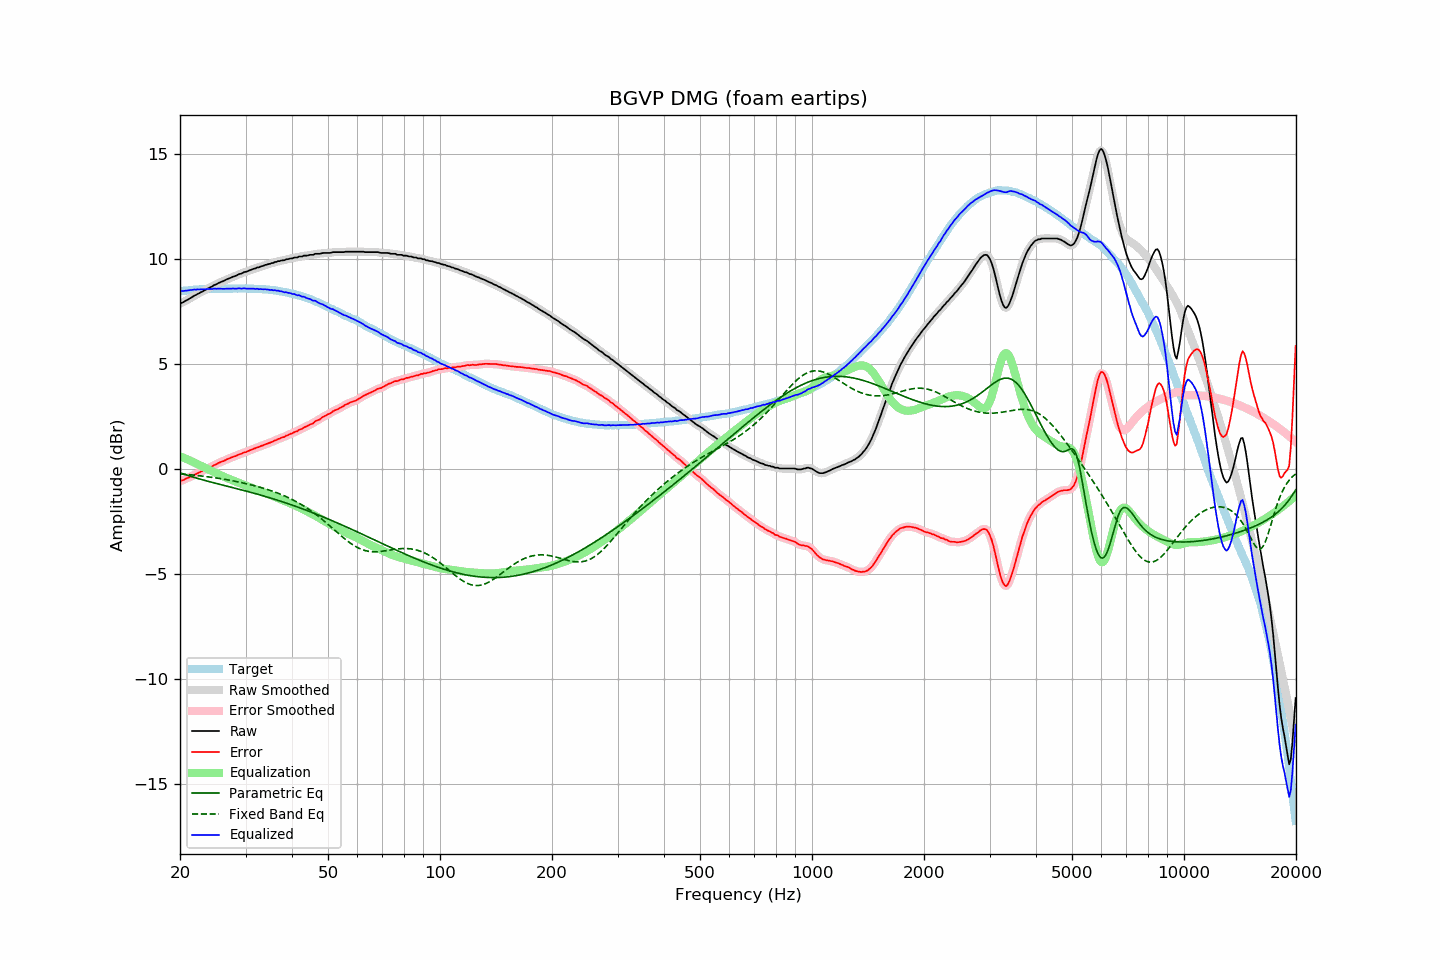 BGVP DMG (foam eartips)
Amplitude (dBr)
15
10
5
0
−5
−10
−15
Target
Raw Smoothed
Error Smoothed
Raw
Error
Equalization
Parametric Eq
Fixed Band Eq
Equalized
20 50 100 200 500 1000 2000 5000 10000 20000
Frequency (Hz)